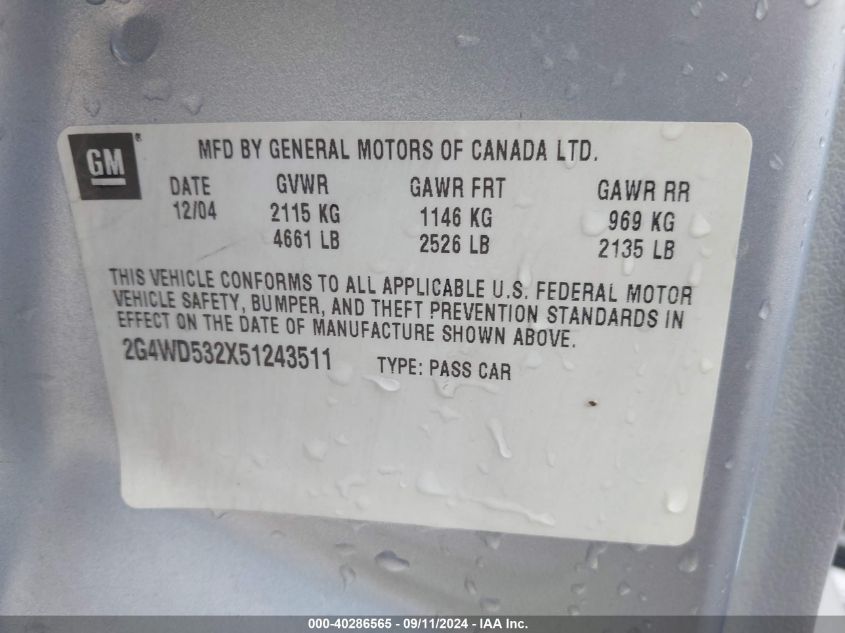 GM ®
MFD BY GENERAL MOTORS OF CANADA LTD.
DATE GVWR GAWR FRT GAWR RR
12/04 2115 KG 1146 KG 969 KG
4661 LB 2526 LB 2135 LB
THIS VEHICLE CONFORMS TO ALL APPLICABLE U.S. FEDERAL MOTOR
VEHICLE SAFETY, BUMPER, AND THEFT PREVENTION STANDARDS IN
EFFECT ON THE DATE OF MANUFACTURE SHOWN ABOVE.
2G4WD532X51243511 TYPE: PASS CAR
000-40286565 - 09/11/2024 - IAA Inc.